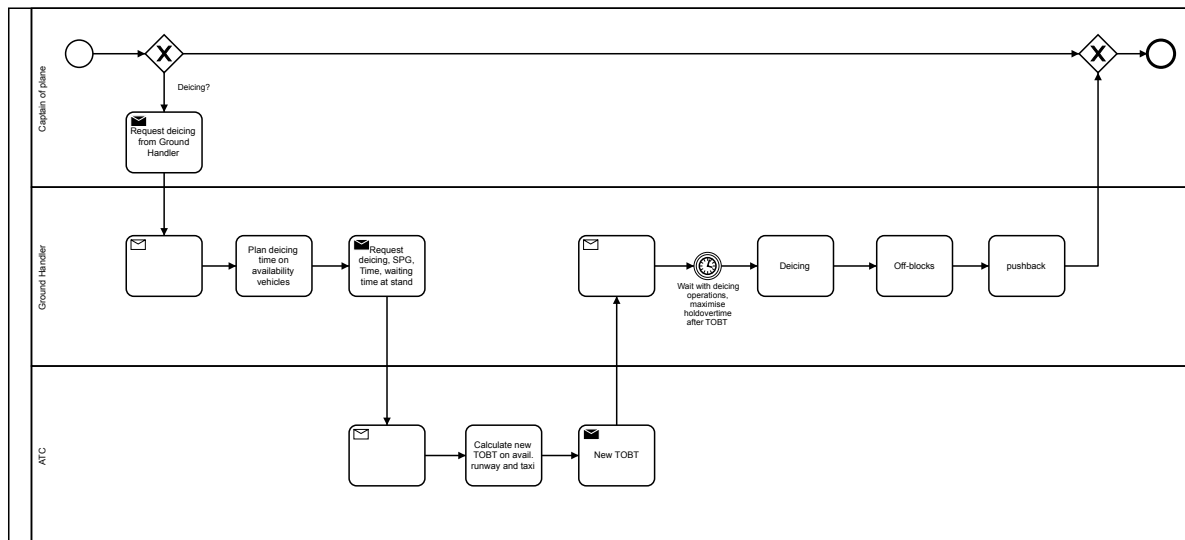 Captain of plane
Deicing?
Request deicing
from Ground
Handler
Ground Handler
Plan deicing
time on
availability
vehicles
Request
deicing, SPG,
Time, waiting
time at stand
Wait with deicing
operations,
maximise
holdovertime
after TOBT
Deicing
Off-blocks
pushback
ATC
Calculate new
TOBT on avail.
runway and taxi
New TOBT